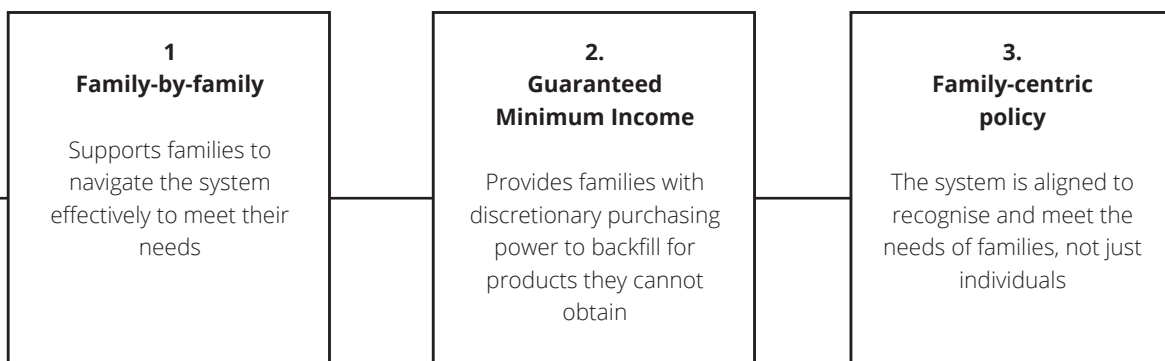 1
Family-by-family
Supports families to
navigate the system
effectively to meet their
needs
2.
Guaranteed
Minimum Income
Provides families with
discretionary purchasing
power to backfill for
products they cannot
obtain
3.
Family-centric
policy
The system is aligned to
recognise and meet the
needs of families, not just
individuals